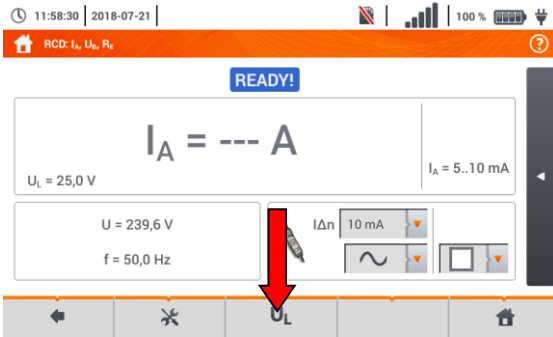 11:58:30 2018-07-21 100 %
RCD: IA, UB, RE ?
READY!
IA = --- A
IA = 5..10 mA
UL = 25,0 V
U = 239,6 V
f = 50,0 Hz
IΔn 10 mA
UL